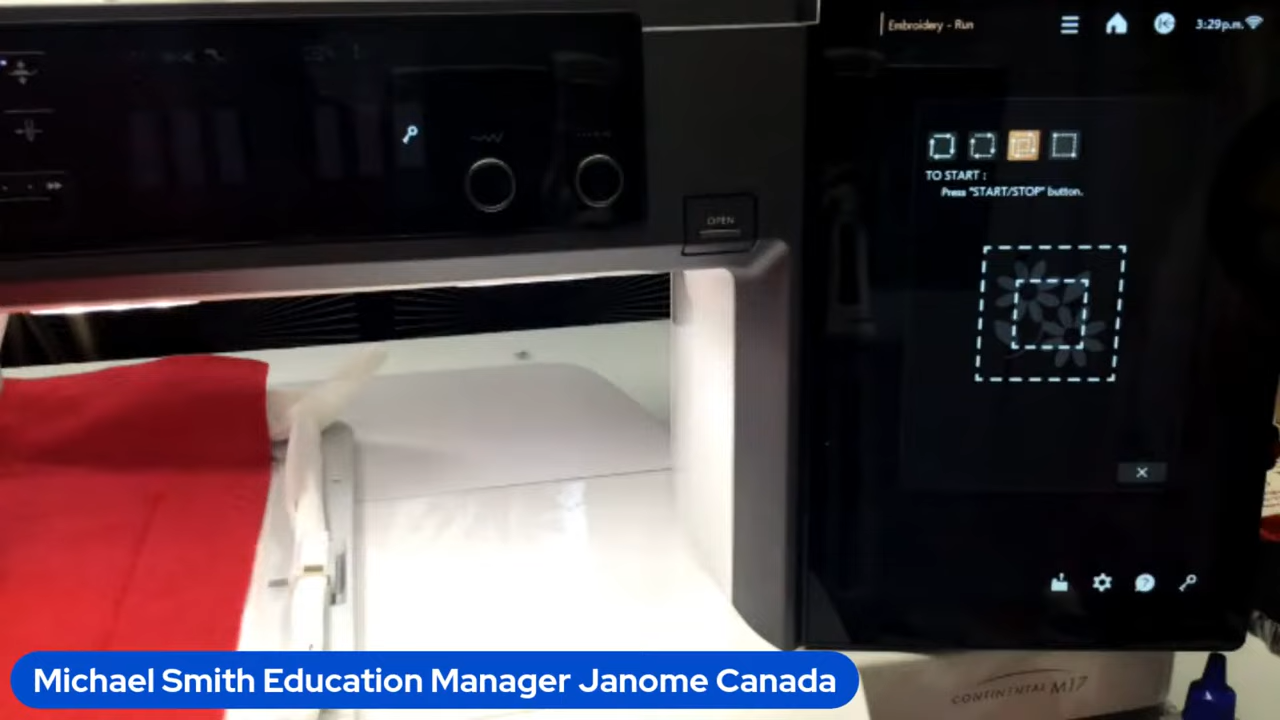 Embroidery - Run
3:29p.m.
TO START :
Press "START/STOP" button.
OPEN
CONTINENTAL M17
Michael Smith Education Manager Janome Canada